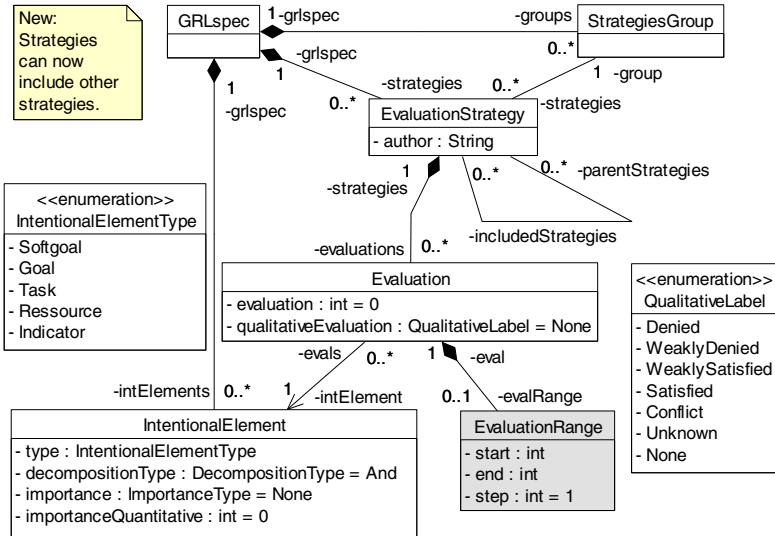 New:
Strategies
can now
include other
strategies.
GRLspec
1 -grlspec
-groups
0..*
StrategiesGroup
-grlspec
1
-strategies
0..*
1 -group
0..*
-strategies
1
-grlspec
EvaluationStrategy
- author : String
1
-strategies
0..*
0..* -parentStrategies
-includedStrategies
<<enumeration>>
IntentionalElementType
- Softgoal
- Goal
- Task
- Ressource
- Indicator
-evaluations 0..*
Evaluation
- evaluation : int = 0
- qualitativeEvaluation : QualitativeLabel = None
<<enumeration>>
QualitativeLabel
- Denied
- WeaklyDenied
- WeaklySatisfied
- Satisfied
- Conflict
- Unknown
- None
-evals 0..*
1 -eval
-intElements 0..*
1 -intElement
0..1 -evalRange
IntentionalElement
- type : IntentionalElementType
- decompositionType : DecompositionType = And
- importance : ImportanceType = None
- importanceQuantitative : int = 0
EvaluationRange
- start : int
- end : int
- step : int = 1